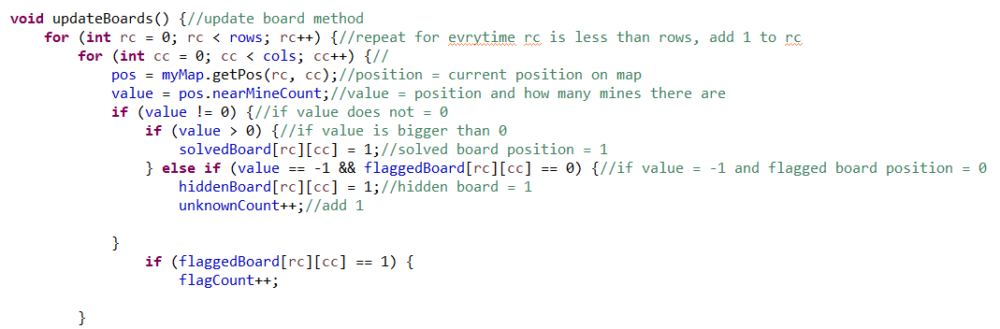 void updateBoards() {//update board method
for (int rc = 0; rc < rows; rc++) {//repeat for evrytime rc is less than rows, add 1 to rc
for (int cc = 0; cc < cols; cc++) {//
pos = myMap.getPos(rc, cc);//position = current position on map
value = pos.nearMineCount;//value = position and how many mines there are
if (value != 0) {//if value does not = 0
if (value > 0) {//if value is bigger than 0
solvedBoard[rc][cc] = 1;//solved board position = 1
} else if (value == -1 && flaggedBoard[rc][cc] == 0) {//if value = -1 and flagged board position = 0
hiddenBoard[rc][cc] = 1;//hidden board = 1
unknownCount++;//add 1
}
if (flaggedBoard[rc][cc] == 1) {
flagCount++;
}